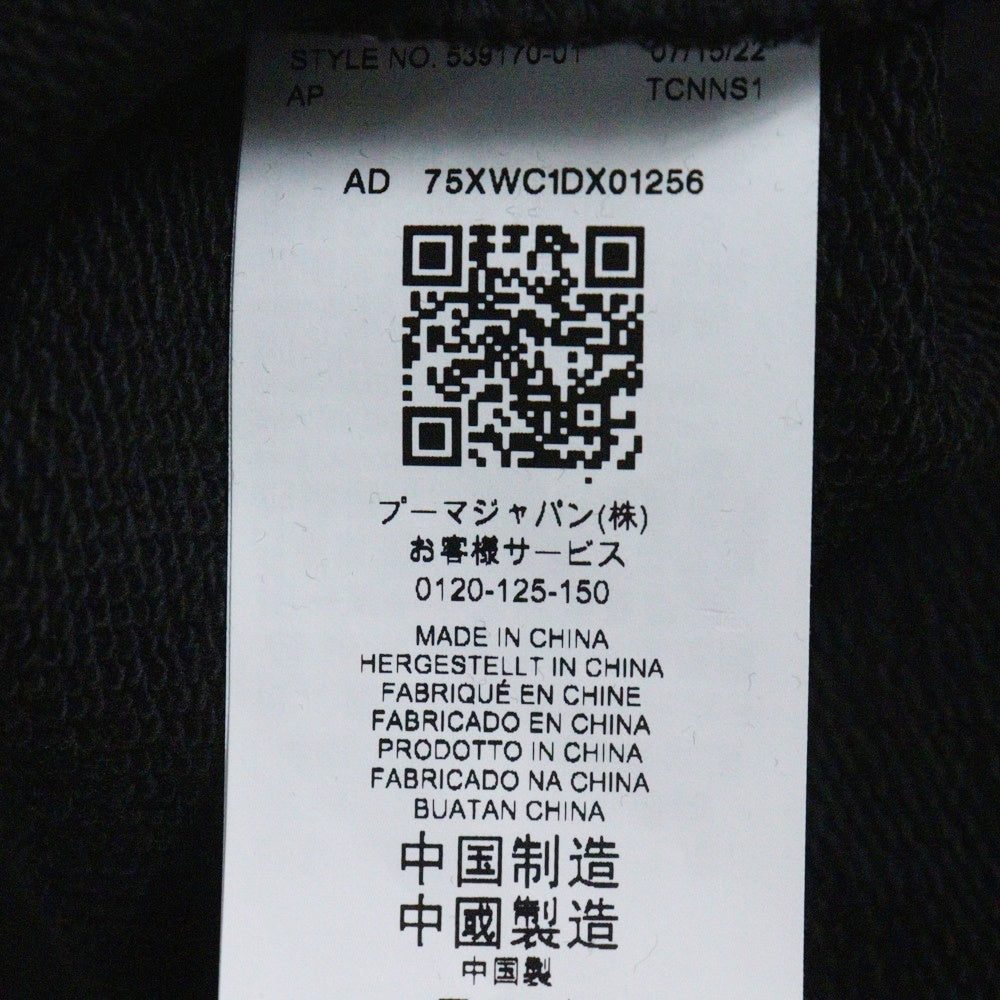 STYLE NO. 539170-01 07/15/22
AP TCNNS1
AD 75XWC1DX01256
プーマジャパン(株)
お客様サービス
0120-125-150
MADE IN CHINA
HERGESTELLT IN CHINA
FABRIQUÉ EN CHINE
FABRICADO EN CHINA
PRODOTTO IN CHINA
FABRICADO NA CHINA
BUATAN CHINA
中国制造
中國製造
中国製